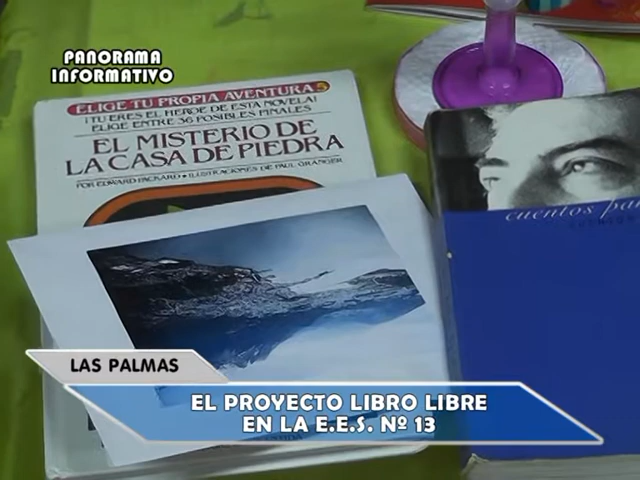 PANORAMA
INFORMATIVO
ELIGE TU PROPIA AVENTURA 5
¡TU ERES EL HEROE DE ESTA NOVELA!
ELIGE ENTRE 36 POSIBLES FINALES
EL MISTERIO DE
LA CASA DE PIEDRA
POR EDWARD PACKARD • ILUSTRACIONES DE PAUL GRANGER
cuentos par
LAS PALMAS
EL PROYECTO LIBRO LIBRE
EN LA E.E.S. Nº 13